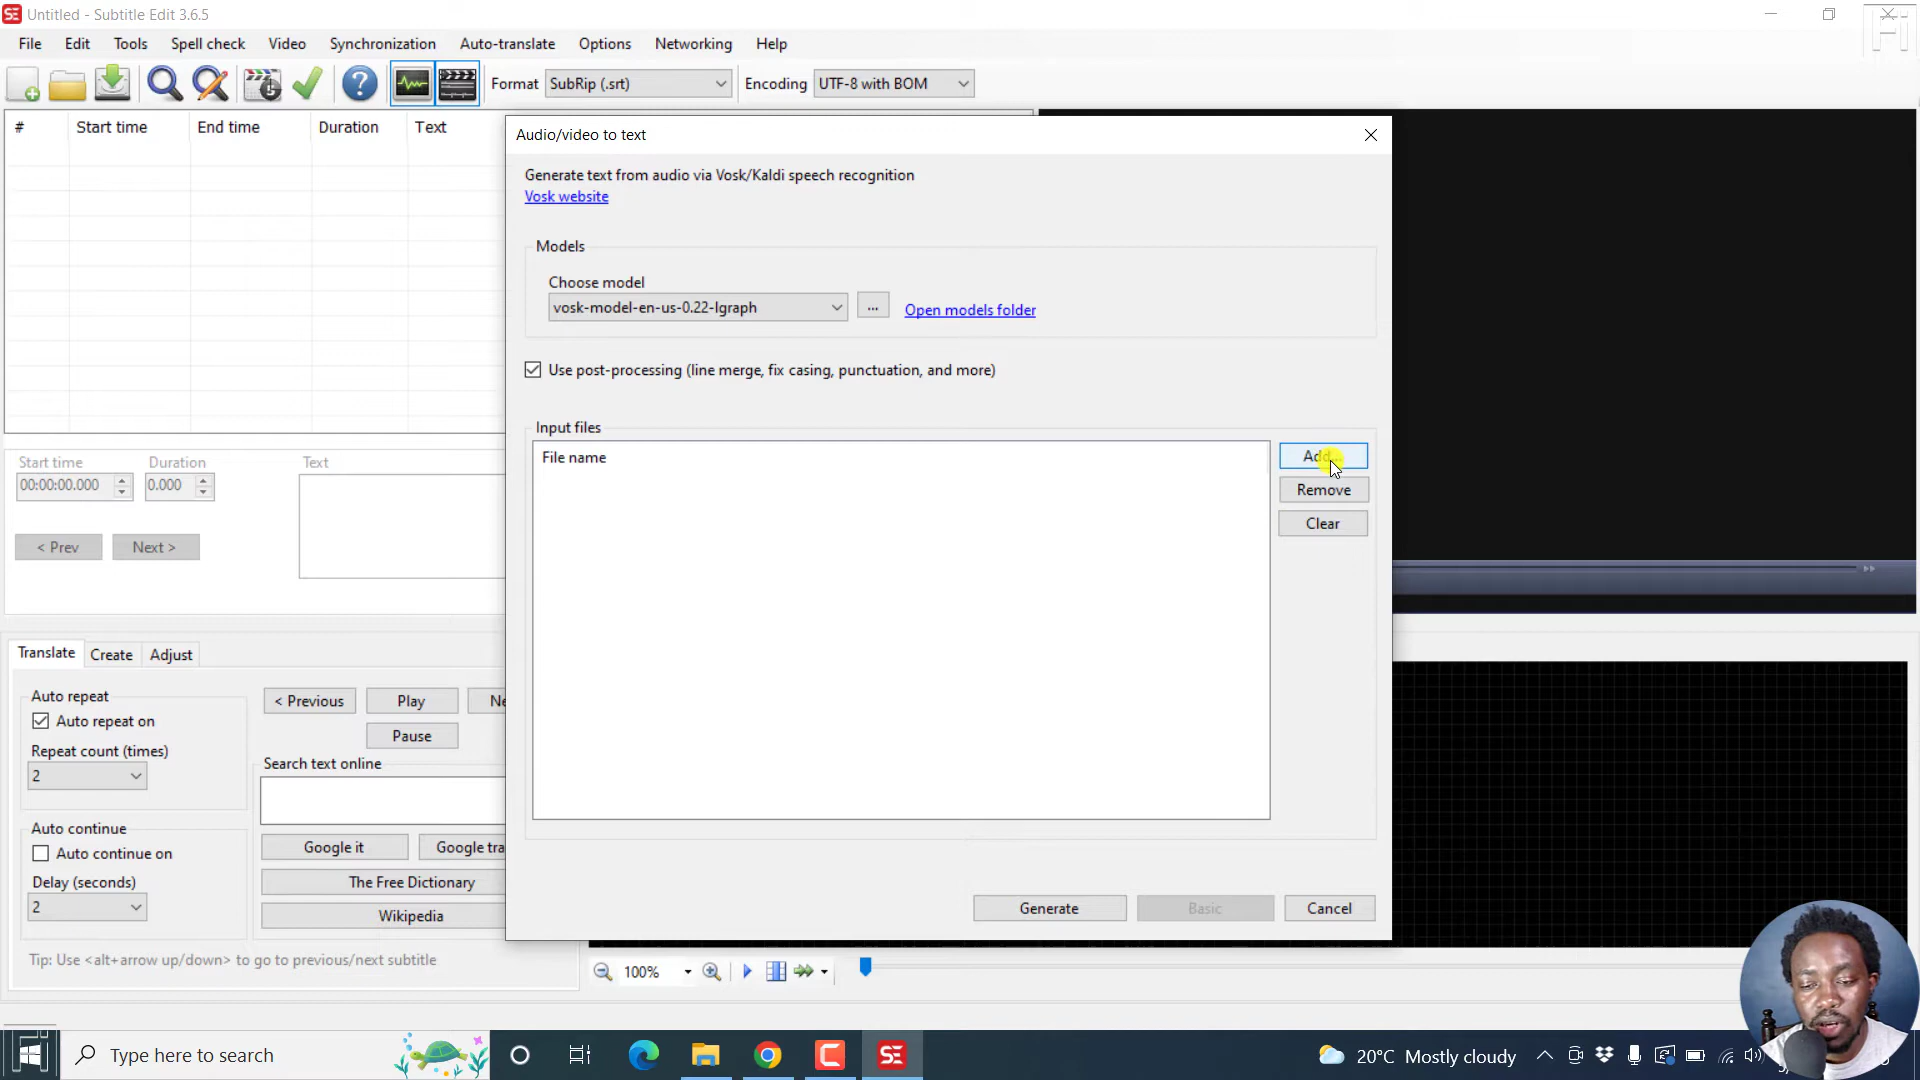 Untitled - Subtitle Edit 3.6.5
File Edit Tools Spell check Video Synchronization Auto-translate Options Networking Help
Format SubRip (.srt) Encoding UTF-8 with BOM
# Start time End time Duration Text
Audio/video to text
Generate text from audio via Vosk/Kaldi speech recognition
Vosk website
Models
Choose model
vosk-model-en-us-0.22-lgraph ... Open models folder
Use post-processing (line merge, fix casing, punctuation, and more)
Input files
File name
Add...
Remove
Clear
Generate Basic Cancel
Start time Duration Text
00:00:00.000 0.000
< Prev Next >
Translate Create Adjust
Auto repeat
Auto repeat on
Repeat count (times)
2
Auto continue
Auto continue on
Delay (seconds)
2
< Previous Play
Pause
Search text online
Google it Google tra
The Free Dictionary
Wikipedia
Tip: Use <alt+arrow up/down> to go to previous/next subtitle
100%
Type here to search
SE
20°C Mostly cloudy